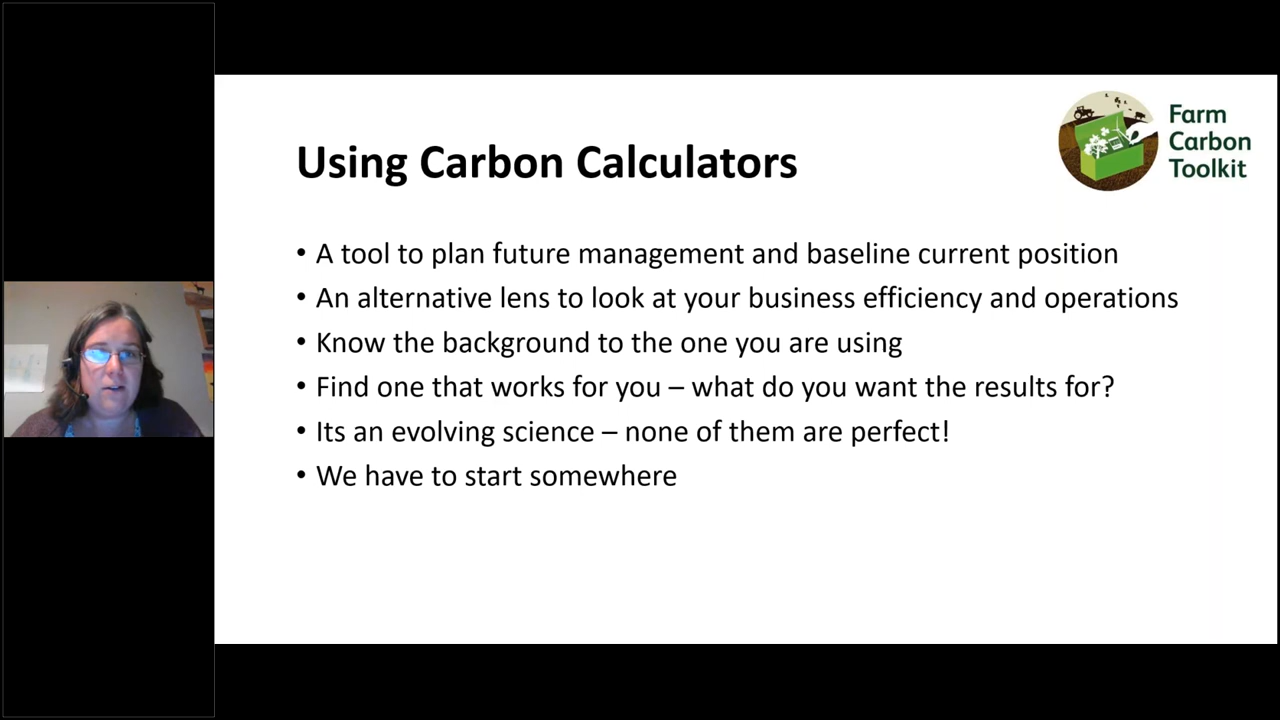 Farm
Carbon
Toolkit
Using Carbon Calculators
• A tool to plan future management and baseline current position
• An alternative lens to look at your business efficiency and operations
• Know the background to the one you are using
• Find one that works for you – what do you want the results for?
• Its an evolving science – none of them are perfect!
• We have to start somewhere